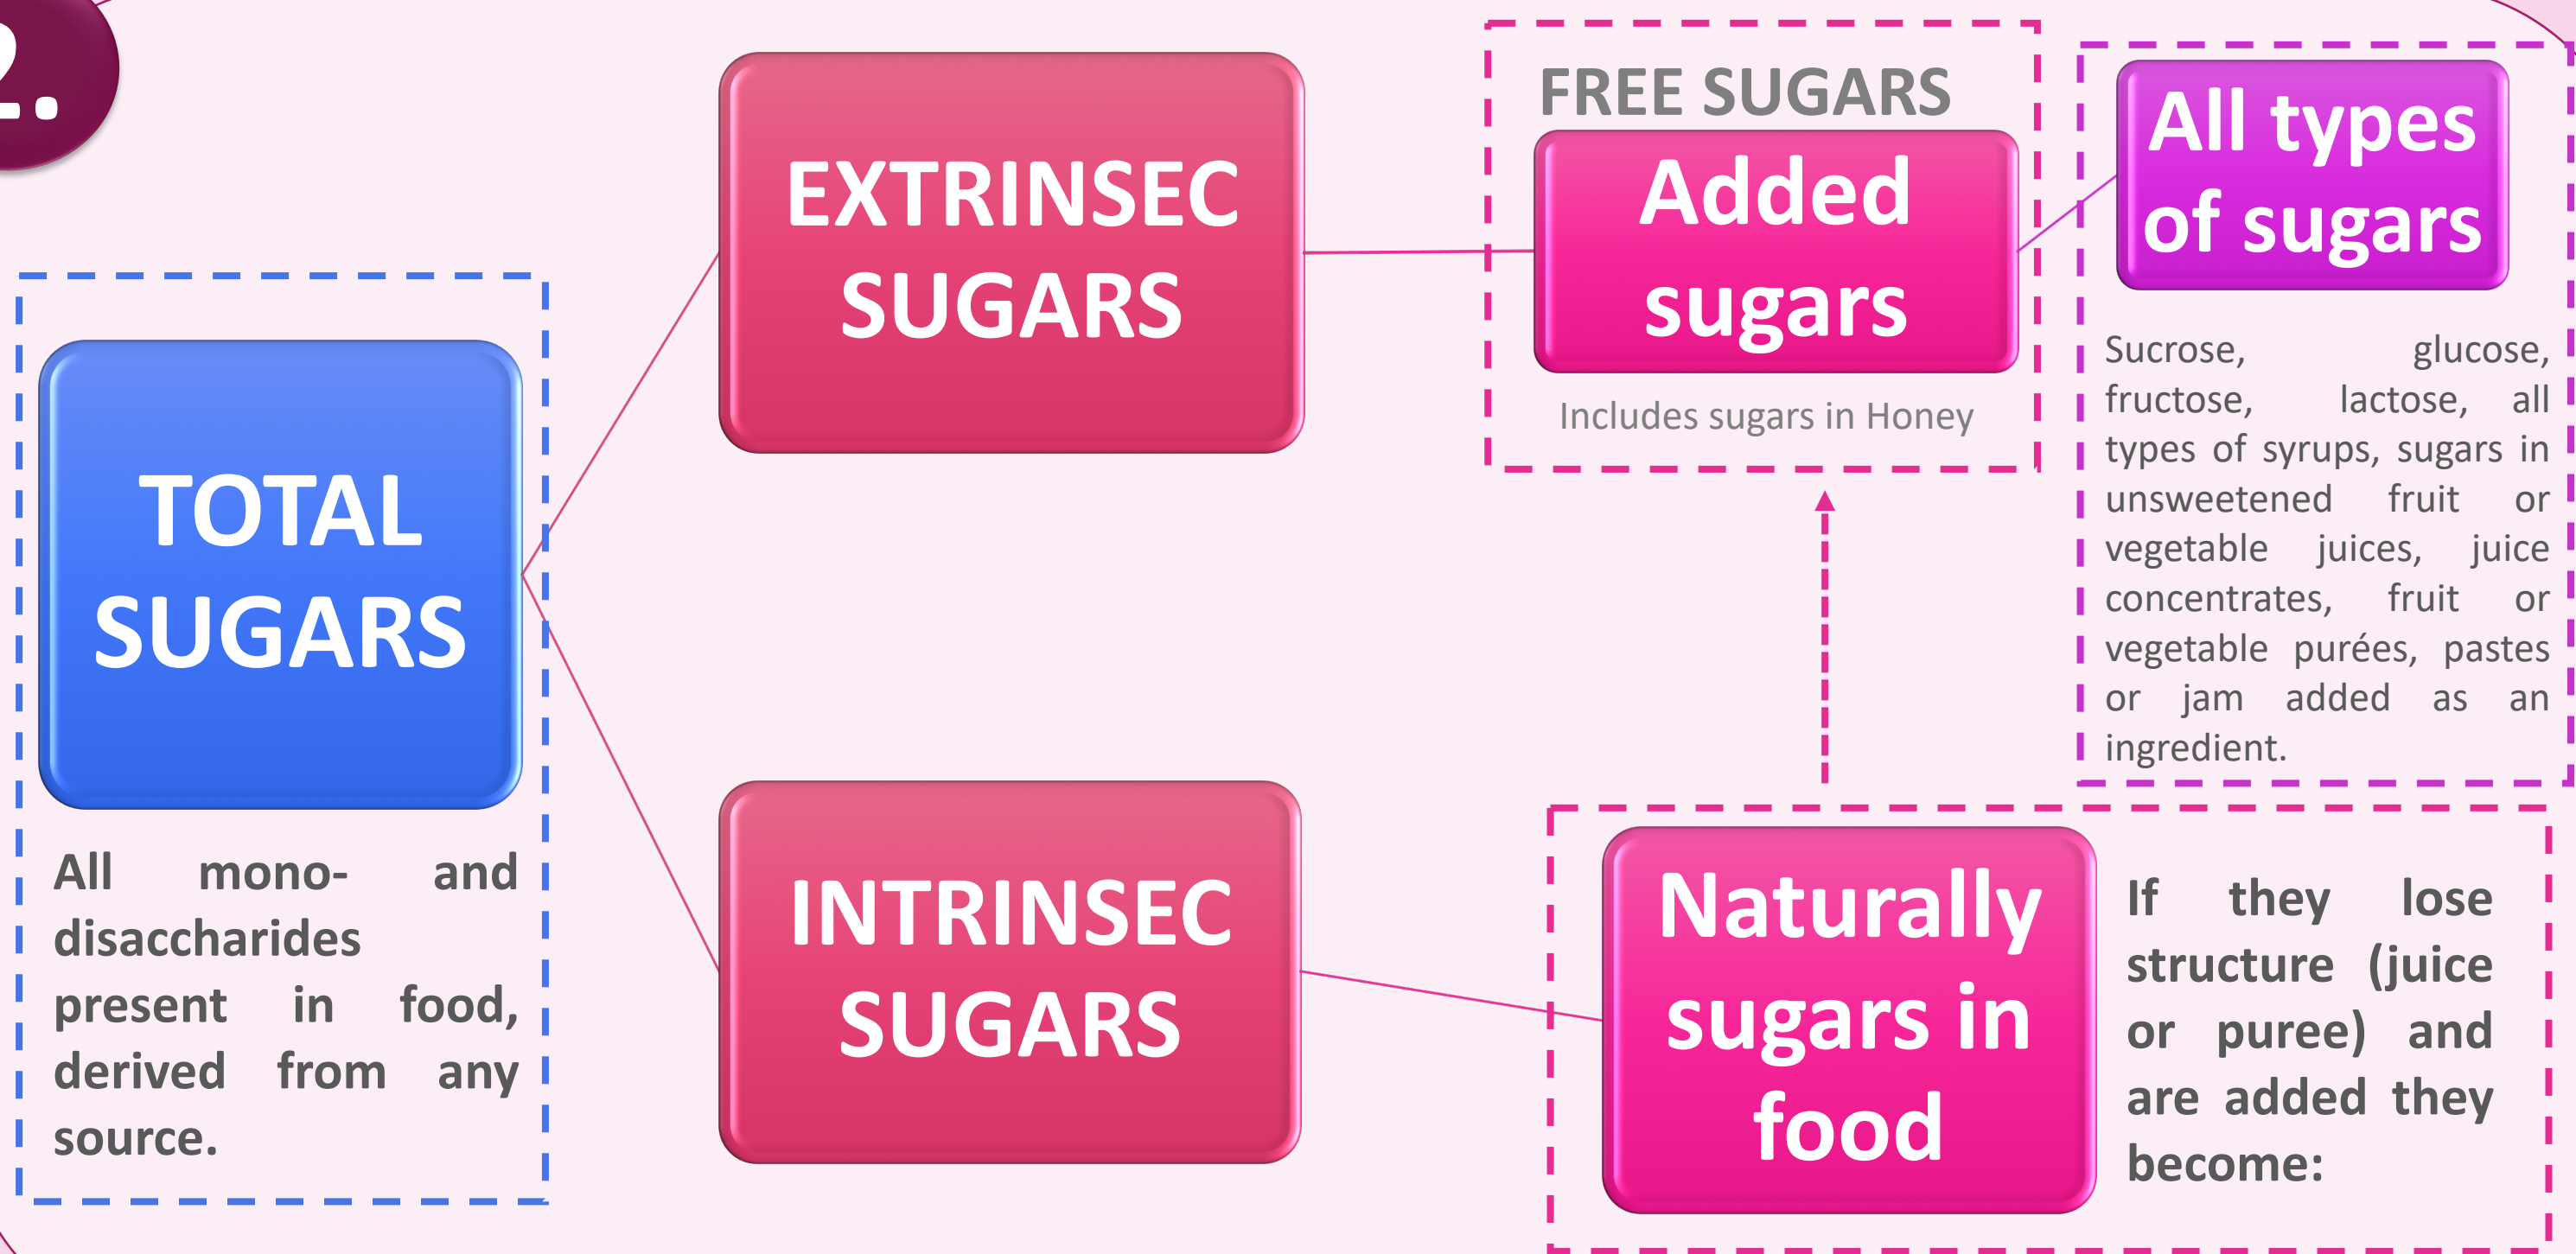 2.
TOTAL
SUGARS
All mono- and
disaccharides
present in food,
derived from any
source.
EXTRINSEC
SUGARS
FREE SUGARS
Added
sugars
Includes sugars in Honey
All types
of sugars
Sucrose, glucose,
fructose, lactose, all
types of syrups, sugars in
unsweetened fruit or
vegetable juices, juice
concentrates, fruit or
vegetable purées, pastes
or jam added as an
ingredient.
INTRINSEC
SUGARS
Naturally
sugars in
food
If they lose
structure (juice
or puree) and
are added they
become: